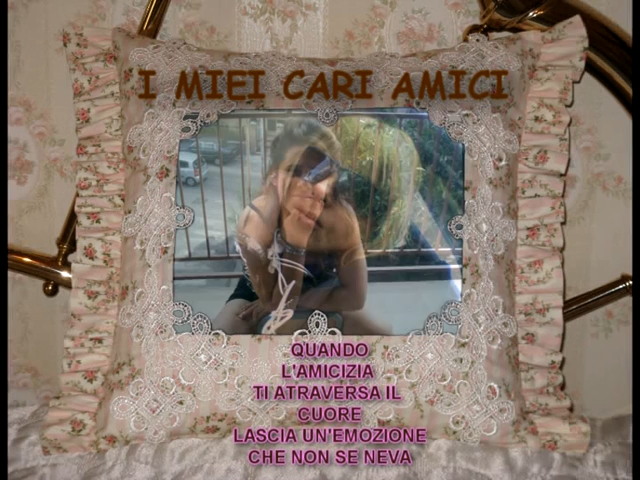 I MIEI CARI AMICI
QUANDO
L'AMICIZIA
TI ATRAVERSA IL
CUORE
LASCIA UN'EMOZIONE
CHE NON SE NEVA